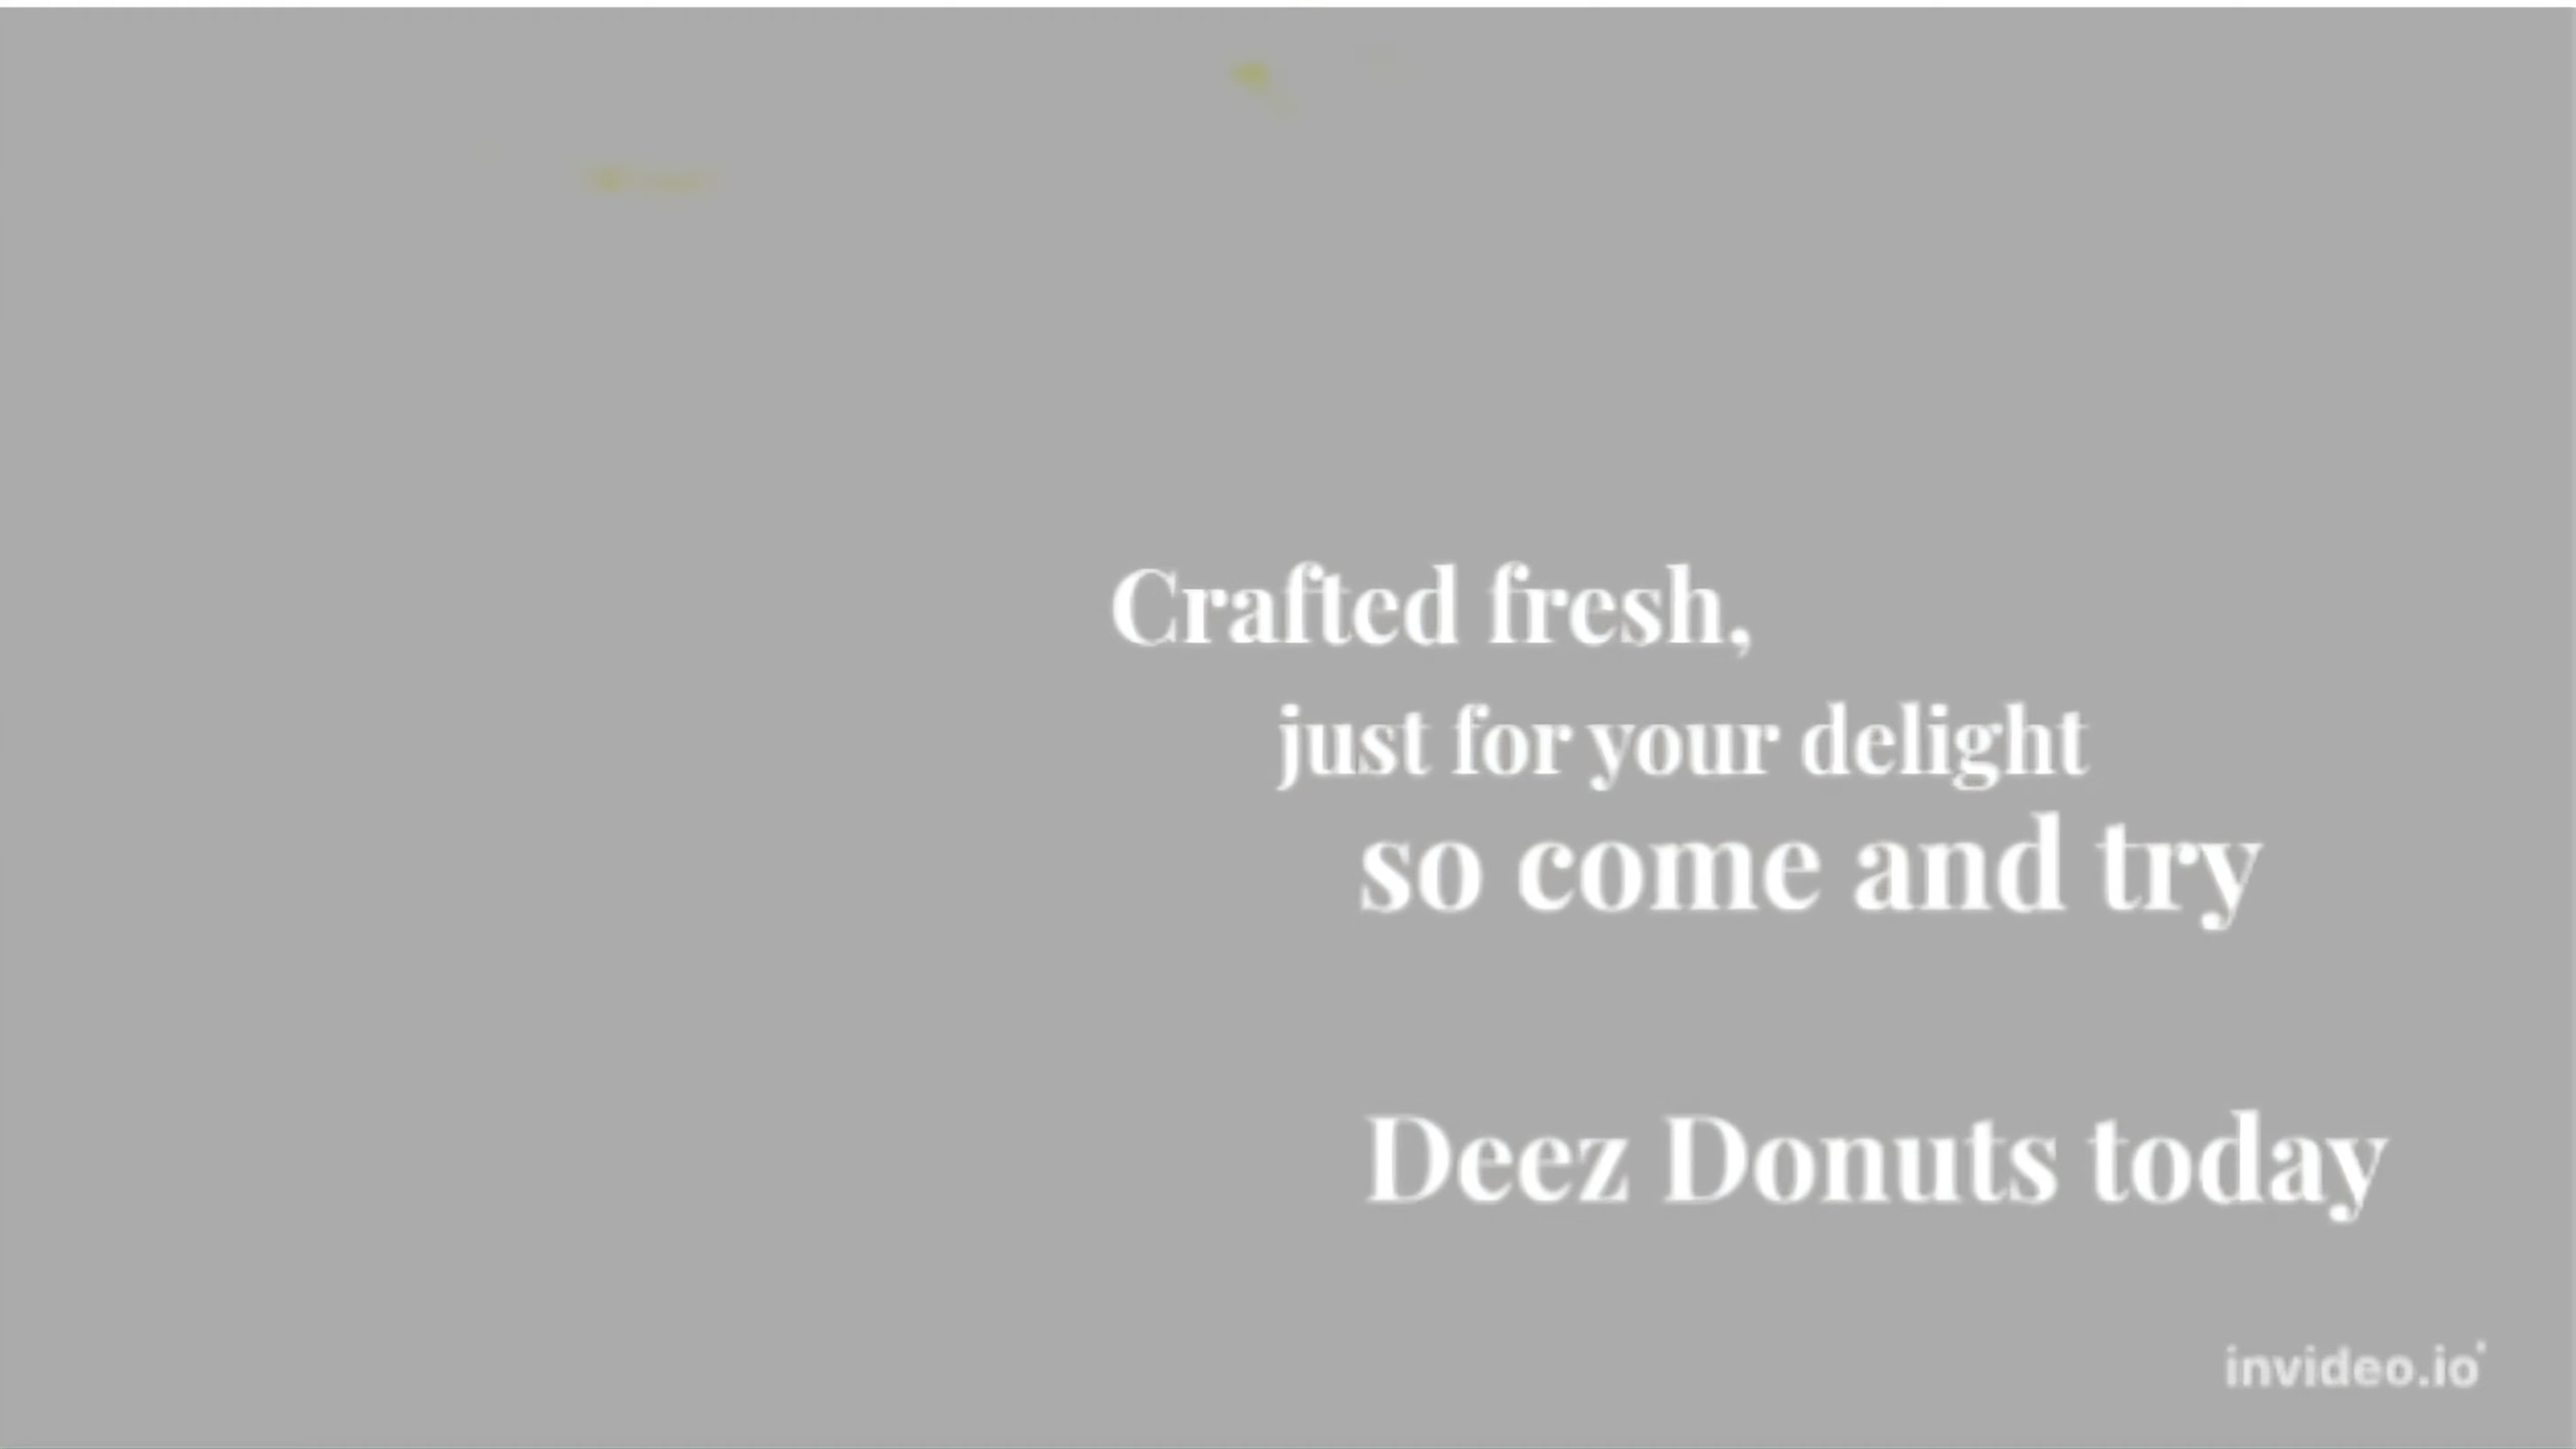 Crafted fresh,
just for your delight
so come and try
Deez Donuts today
invideo.io